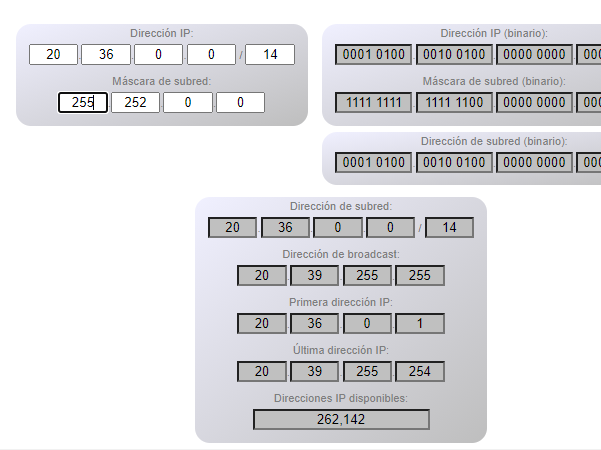 Dirección IP:
20 . 36 . 0 . 0 / 14
Máscara de subred:
255 . 252 . 0 . 0
Dirección IP (binario):
0001 0100 . 0010 0100 . 0000 0000 . 000
Máscara de subred (binario):
1111 1111 . 1111 1100 . 0000 0000 . 000
Dirección de subred (binario):
0001 0100 . 0010 0100 . 0000 0000 . 000
Dirección de subred:
20 . 36 . 0 . 0 / 14
Dirección de broadcast:
20 . 39 . 255 . 255
Primera dirección IP:
20 . 36 . 0 . 1
Última dirección IP:
20 . 39 . 255 . 254
Direcciones IP disponibles:
262,142